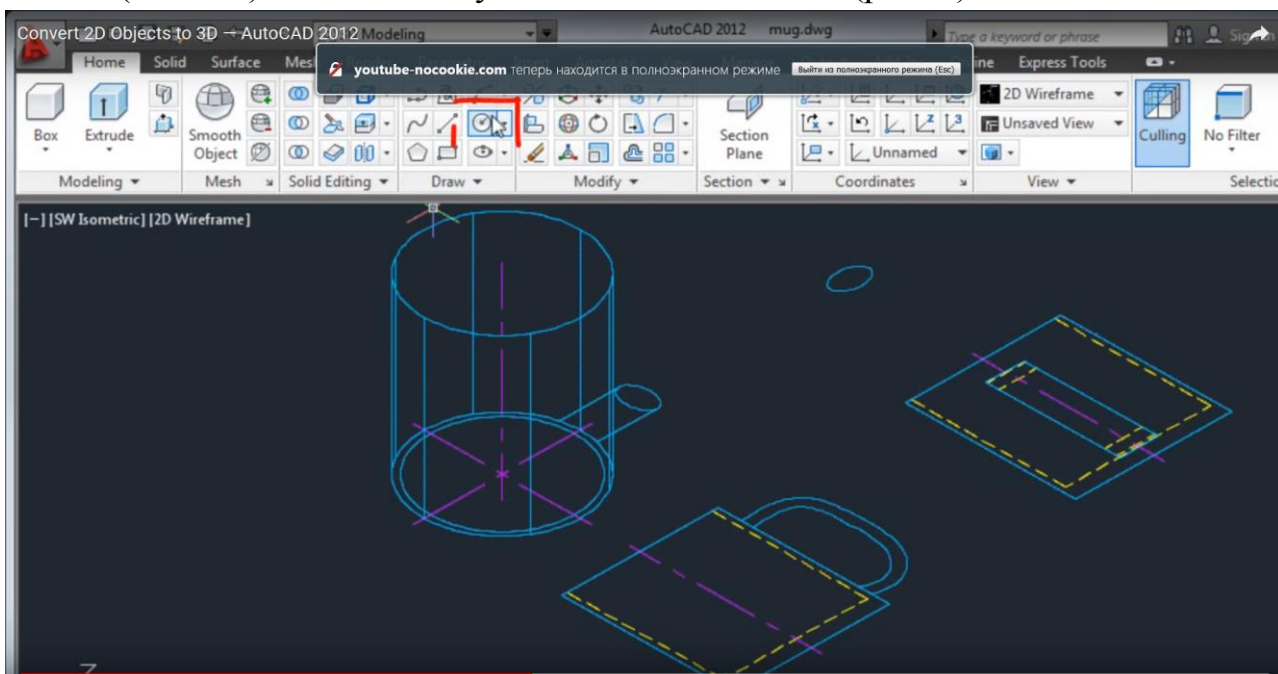 Convert 2D Objects to 3D — AutoCAD 2012
Modeling
AutoCAD 2012 mug.dwg
Type a keyword or phrase
youtube-nocookie.com теперь находится в полноэкранном режиме
Выйти из полноэкранного режима (Esc)
Home Solid Surface Express Tools
Box
Extrude
Smooth Object
Section Plane
Unnamed
2D Wireframe
Unsaved View
Culling
No Filter
Modeling
Mesh
Solid Editing
Draw
Modify
Section
Coordinates
View
[−][SW Isometric][2D Wireframe]
Z